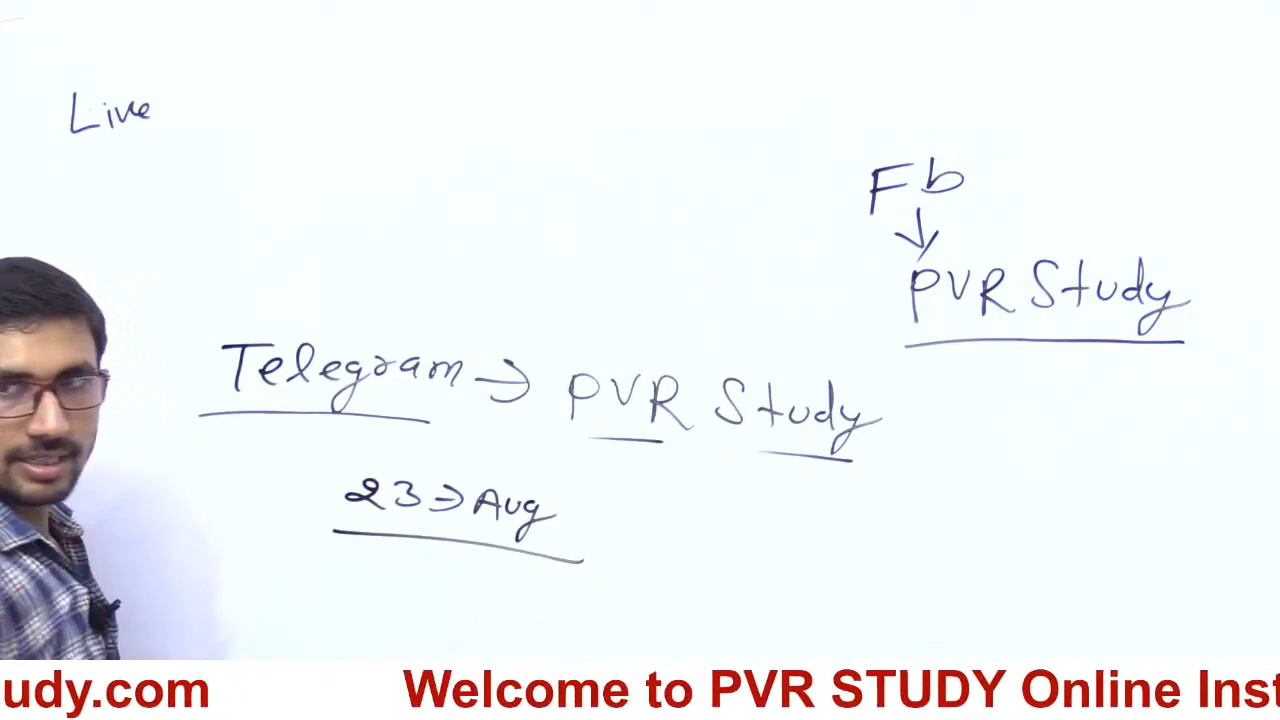 Live
Fb
↓
PVR Study
Telegram → PVR Study
23 → Aug
udy.com Welcome to PVR STUDY Online Inst